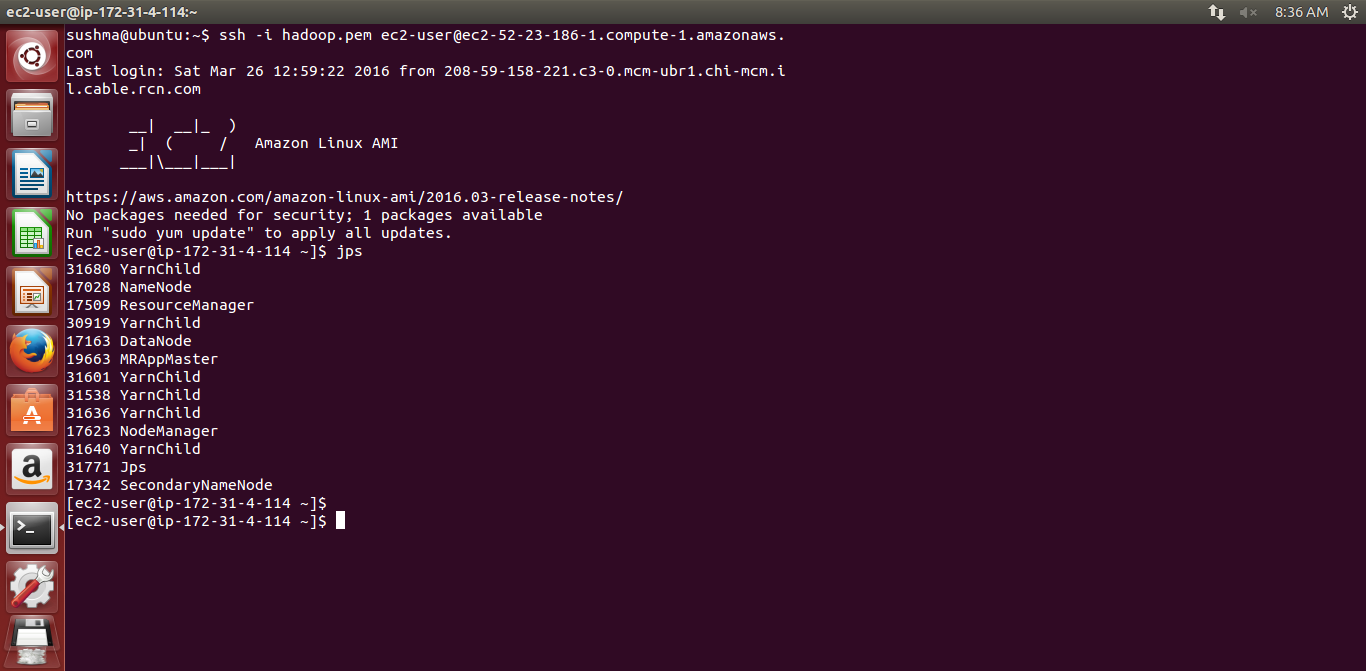 ec2-user@ip-172-31-4-114:~
8:36 AM
sushma@ubuntu:~$ ssh -i hadoop.pem ec2-user@ec2-52-23-186-1.compute-1.amazonaws.
com
Last login: Sat Mar 26 12:59:22 2016 from 208-59-158-221.c3-0.mcm-ubr1.chi-mcm.i
l.cable.rcn.com
       __|  __|_  )
       _|  (     /   Amazon Linux AMI
      ___|\___|___|
https://aws.amazon.com/amazon-linux-ami/2016.03-release-notes/
No packages needed for security; 1 packages available
Run "sudo yum update" to apply all updates.
[ec2-user@ip-172-31-4-114 ~]$ jps
31680 YarnChild
17028 NameNode
17509 ResourceManager
30919 YarnChild
17163 DataNode
19663 MRAppMaster
31601 YarnChild
31538 YarnChild
31636 YarnChild
17623 NodeManager
31640 YarnChild
31771 Jps
17342 SecondaryNameNode
[ec2-user@ip-172-31-4-114 ~]$
[ec2-user@ip-172-31-4-114 ~]$